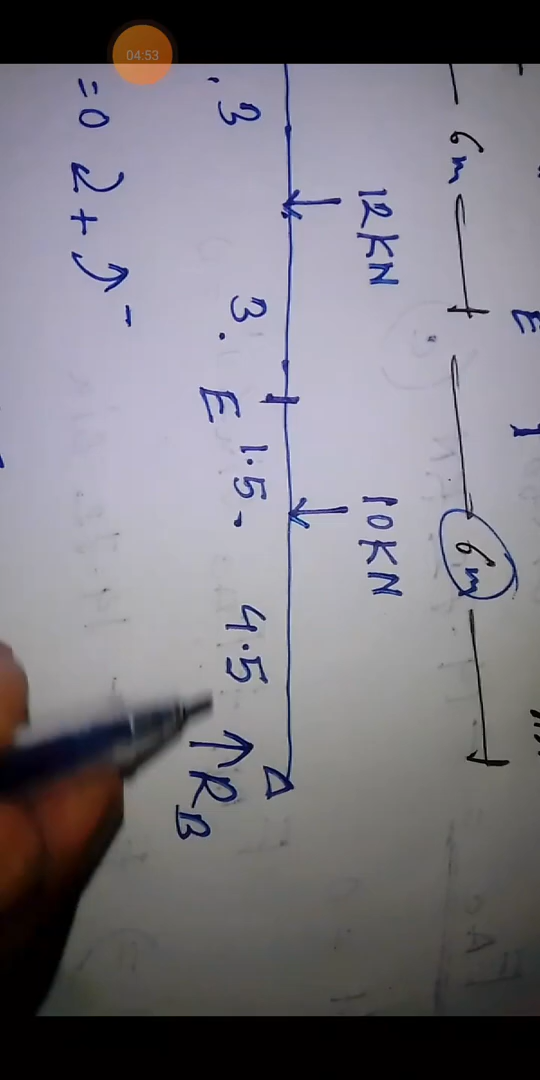 04:53
6m 6m
E
12KN 10KN
.3 3. 1.5 4.5 ↑RB
E
=0 2+ ↑-